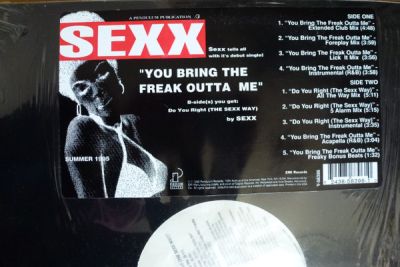 A PENDULUM PUBLICATION
SEXX
Sexx tells all
with it's debut single!
"YOU BRING THE
FREAK OUTTA ME"
B-side(s) you get:
Do You Right (THE SEXX WAY)
by SEXX
SUMMER 1995
SIDE ONE
1. "You Bring The Freak Outta Me" -
Extended Club Mix (4:48)
2. "You Bring The Freak Outta Me" -
Foreplay Mix (3:59)
3. "You Bring The Freak Outta Me" -
Lick It Mix (3:56)
4. "You Bring The Freak Outta Me" -
Instrumental (R&B) (3:58)
SIDE TWO
1. "Do You Right (The Sexx Way)" -
All The Way Mix (5:11)
2. "Do You Right (The Sexx Way)" -
5 Alarm Mix (5:11)
3. "Do You Right (The Sexx Way)" -
Instrumental (3:35)
4. "You Bring The Freak Outta Me" -
Acapella (R&B) (3:59)
5. "You Bring The Freak Outta Me" -
Freaky Bonus Beats (1:32)
EMI Records